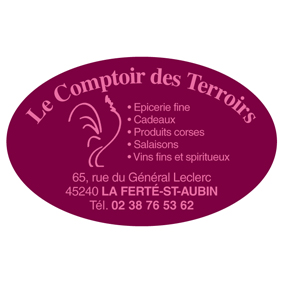 Le Comptoir des Terroirs
• Epicerie fine
• Cadeaux
• Produits corses
• Salaisons
• Vins fins et spiritueux
65, rue du Général Leclerc
45240 LA FERTÉ-ST-AUBIN
Tél. 02 38 76 53 62